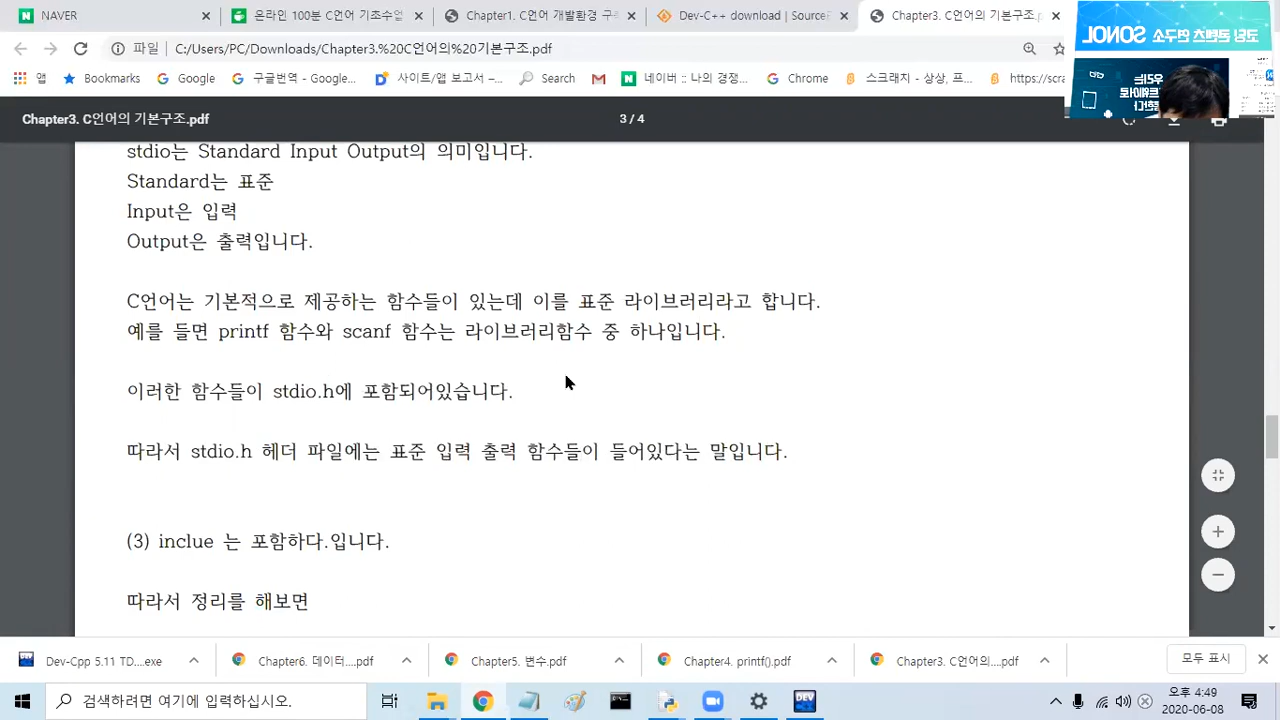 NAVER
온라인 100분 C언어 기초수업
Chapter1. C언어 개발환경 구
Dev-C++ download | Source
Chapter3. C언어의 기본구조.p
파일
C:/Users/PC/Downloads/Chapter3.%20C언어의%20기본구조.pdf
앱
Bookmarks
Google
구글번역 - Google...
사이트/앱 보고서 –...
Search
네이버 :: 나의 경정...
Chrome
스크래치 - 상상, 프...
https://scr
코딩 콘텐츠 연구소 SONOL
우리는
Chapter3. C언어의 기본구조.pdf
3 / 4
stdio는 Standard Input Output의 의미입니다.
Standard는 표준
Input은 입력
Output은 출력입니다.
C언어는 기본적으로 제공하는 함수들이 있는데 이를 표준 라이브러리라고 합니다.
예를 들면 printf 함수와 scanf 함수는 라이브러리함수 중 하나입니다.
이러한 함수들이 stdio.h에 포함되어있습니다.
따라서 stdio.h 헤더 파일에는 표준 입력 출력 함수들이 들어있다는 말입니다.
(3) inclue 는 포함하다.입니다.
따라서 정리를 해보면
Dev-Cpp 5.11 TD....exe
Chapter6. 데이터....pdf
Chapter5. 변수.pdf
Chapter4. printf().pdf
Chapter3. C언어의....pdf
모두 표시
검색하려면 여기에 입력하십시오.
DEV
오후 4:49
2020-06-08